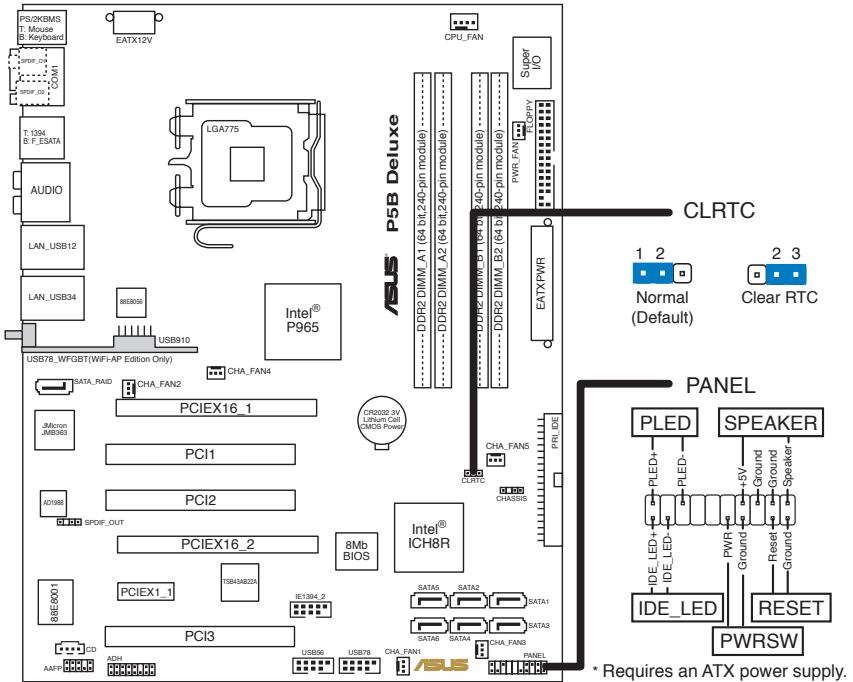 PS/2KBMS
T: Mouse
B: Keyboard
EATX12V
CPU_FAN
SPDIF_O1
SPDIF_O2
COM1
Super
I/O
LGA775
T: 1394
B: F_ESATA
PWR_FAN
FLOPPY
AUDIO
ASUS P5B Deluxe
DDR2 DIMM_A1 (64 bit,240-pin module)
DDR2 DIMM_A2 (64 bit,240-pin module)
DDR2 DIMM_B1 (64 bit,240-pin module)
DDR2 DIMM_B2 (64 bit,240-pin module)
CLRTC
LAN_USB12
EATXPWR
1 2
2 3
Normal
(Default)
Clear RTC
LAN_USB34
88E8056
Intel®
P965
USB910
USB78_WFGBT(WiFi-AP Edition Only)
CHA_FAN4
SATA_RAID
CHA_FAN2
PANEL
PCIEX16_1
CR2032 3V
Lithium Cell
CMOS Power
JMicron
JMB363
PCI1
CHA_FAN5
PRI_IDE
CLRTC
CHASSIS
PLED
SPEAKER
PLED+
PLED-
+5V
Ground
Ground
Speaker
AD1988
PCI2
SPDIF_OUT
Intel®
ICH8R
PCIEX16_2
8Mb
BIOS
IDE_LED+
IDE_LED-
PWR
Ground
Reset
Ground
TSB43AB22A
PCIEX1_1
88E8001
IE1394_2
SATA5
SATA2
SATA1
IDE_LED
RESET
PWRSW
PCI3
SATA6
SATA4
SATA3
CHA_FAN3
CD
AAFP
ADH
USB56
USB78
CHA_FAN1
ASUS
PANEL
* Requires an ATX power supply.